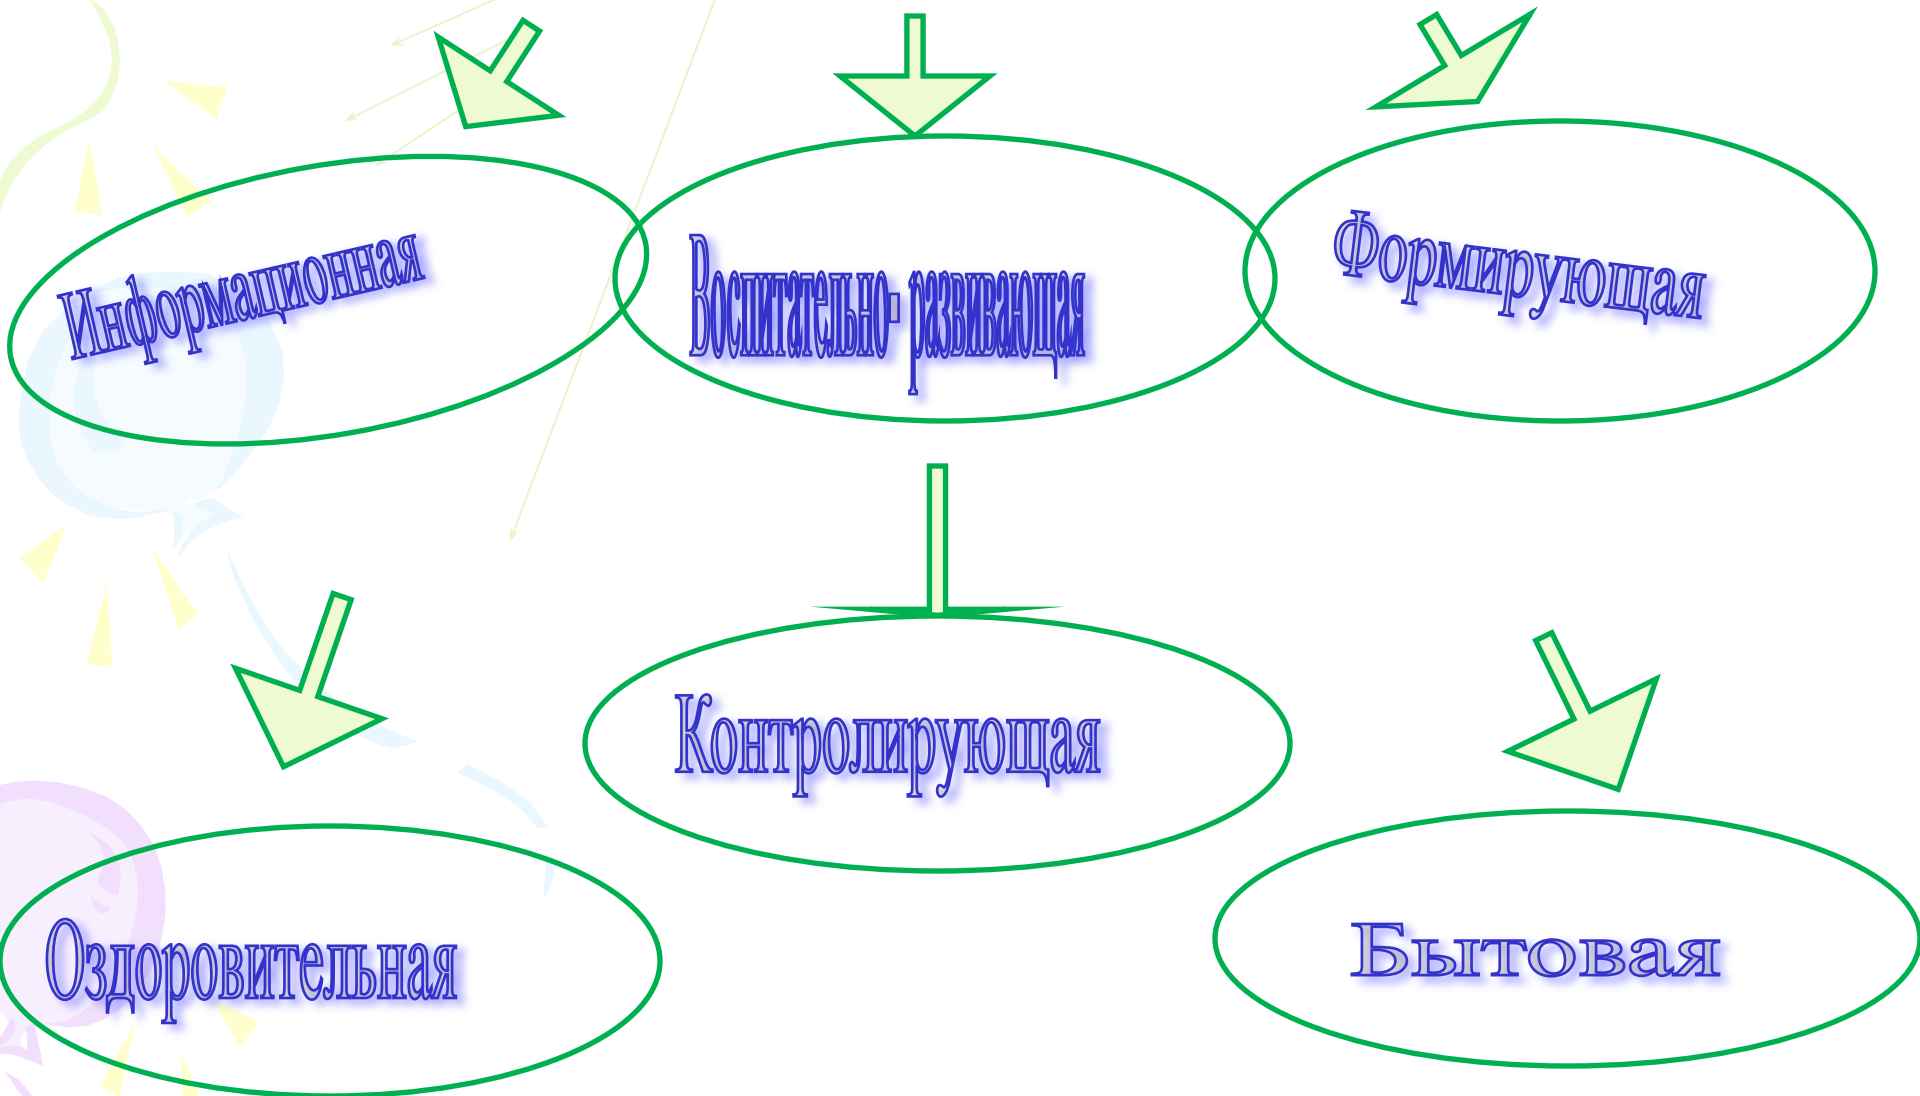 Информационная
Воспитательно- развивающая
Формирующая
Контролирующая
Оздоровительная
Бытовая